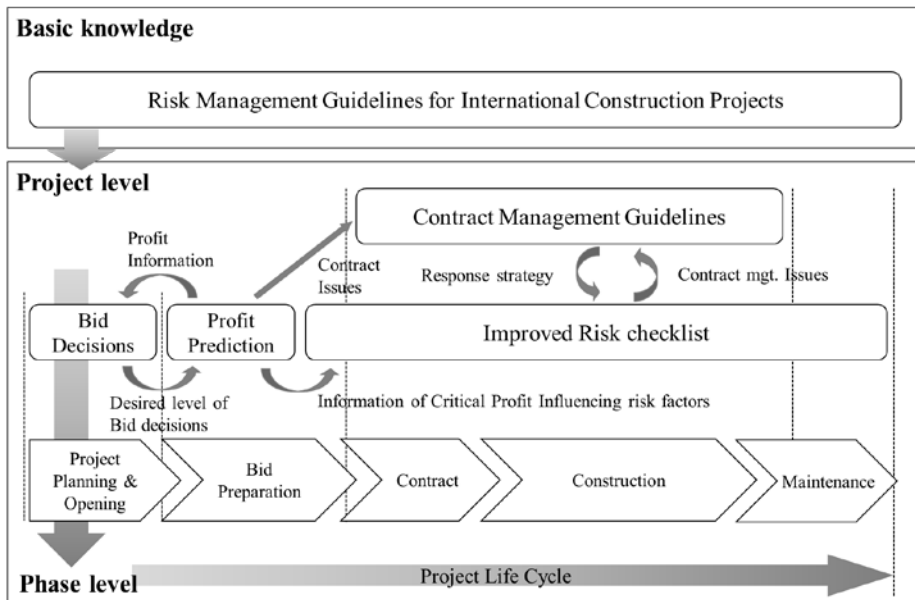 Basic knowledge
Risk Management Guidelines for International Construction Projects
Project level
Contract Management Guidelines
Profit
Information
Contract
Issues
Response strategy
Contract mgt. Issues
Bid
Decisions
Profit
Prediction
Improved Risk checklist
Desired level of
Bid decisions
Information of Critical Profit Influencing risk factors
Project
Planning &
Opening
Bid
Preparation
Contract
Construction
Maintenance
Phase level
Project Life Cycle